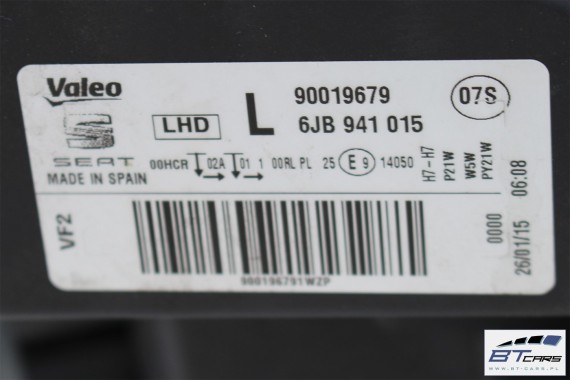 Valeo
SEAT
MADE IN SPAIN
LHD
L
90019679
6JB 941 015
07S
00HCR 02A 01 1 00RL PL 25 E 9 14050
H7-H7
P21W
W5W
PY21W
VF2
900196791WZP
0000
26/01/15 06:08
BTCARS
WWW.BT-CARS.PL